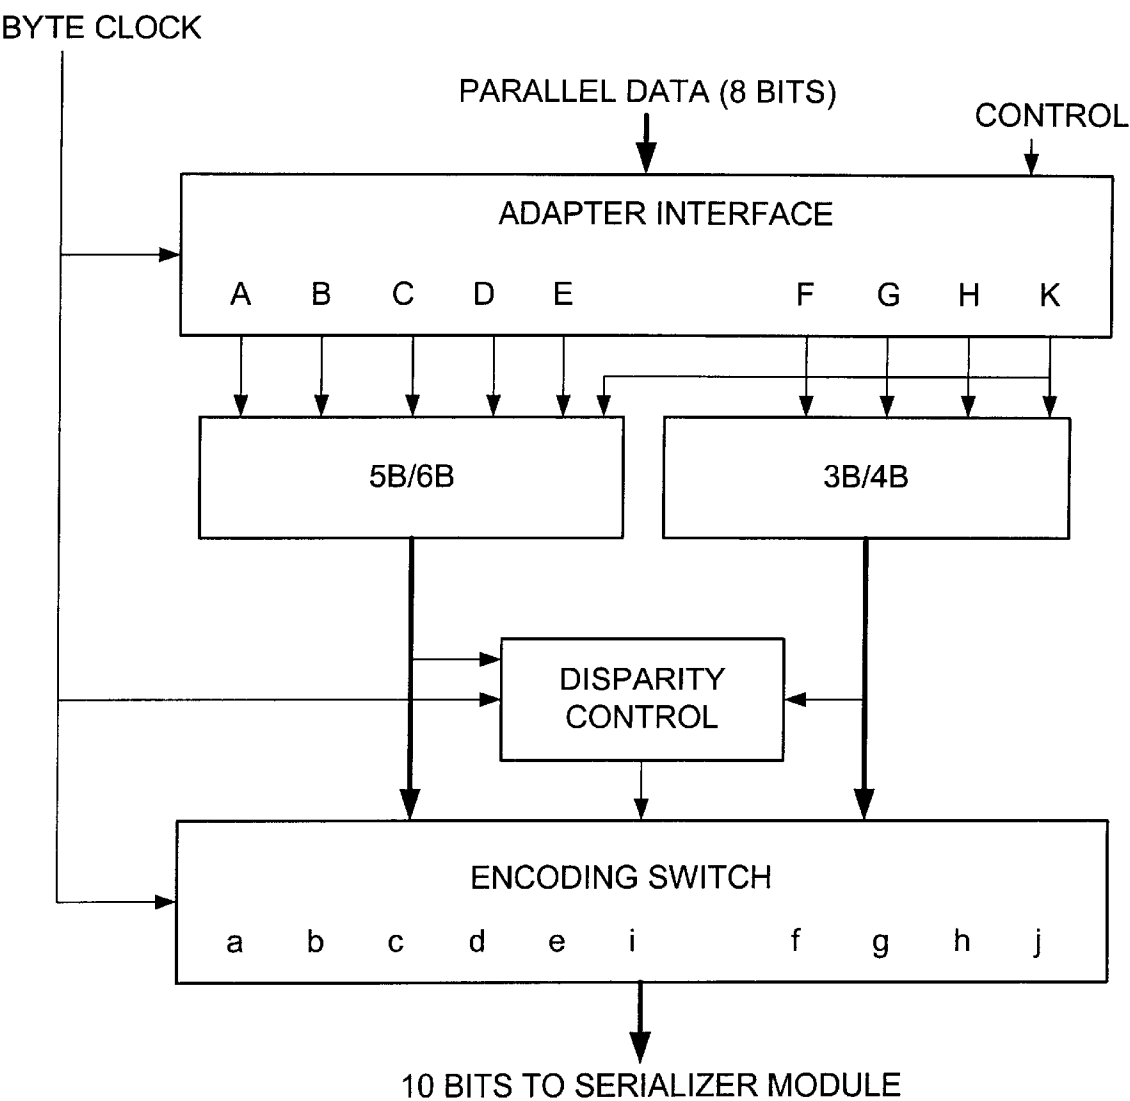 BYTE CLOCK
PARALLEL DATA (8 BITS)
CONTROL
ADAPTER INTERFACE
A B C D E F G H K
5B/6B 3B/4B
DISPARITY
CONTROL
ENCODING SWITCH
a b c d e i f g h j
10 BITS TO SERIALIZER MODULE